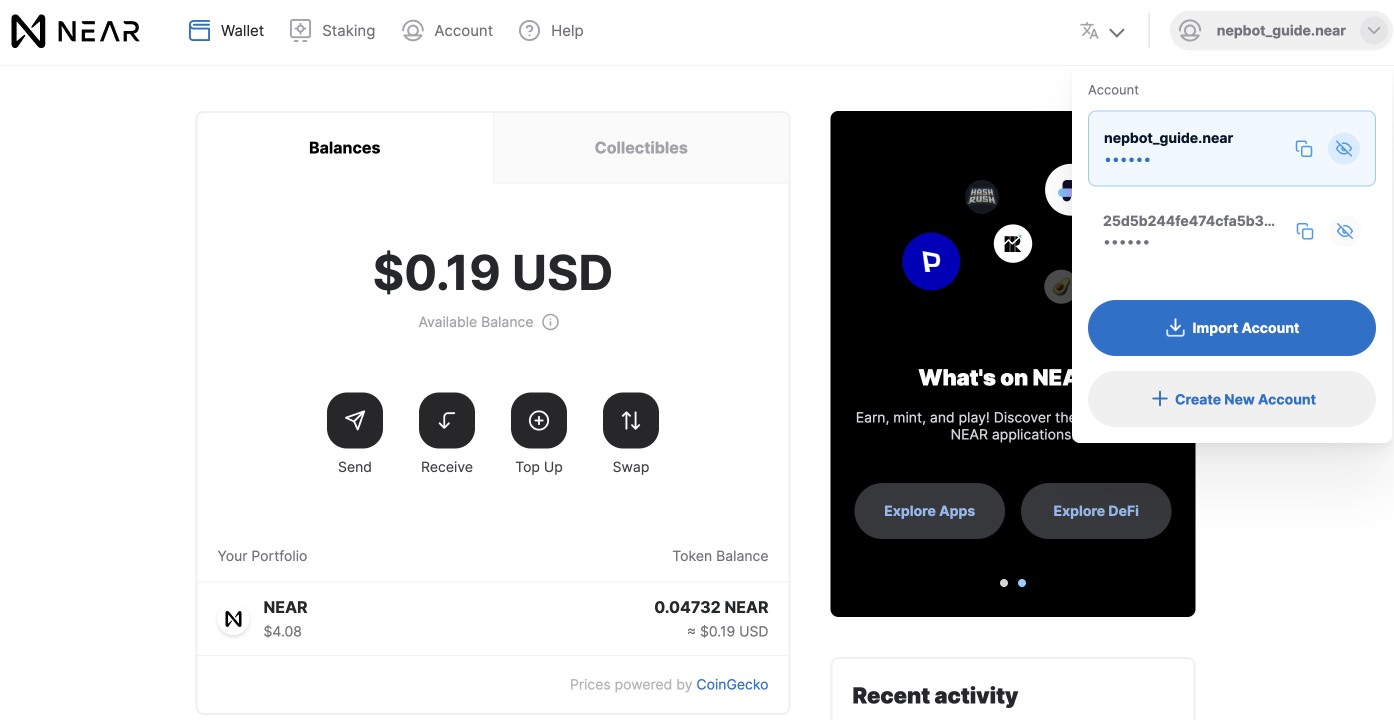 NEAR
Wallet
Staking
Account
Help
nepbot_guide.near
Account
nepbot_guide.near
••••••
25d5b244fe474cfa5b3...
••••••
Import Account
Create New Account
Balances
Collectibles
$0.19 USD
Available Balance
Send
Receive
Top Up
Swap
Your Portfolio
Token Balance
NEAR
0.04732 NEAR
$4.08
≈ $0.19 USD
Prices powered by CoinGecko
HASH
RUSH
What's on NEA
Earn, mint, and play! Discover the
NEAR applications
Explore Apps
Explore DeFi
Recent activity